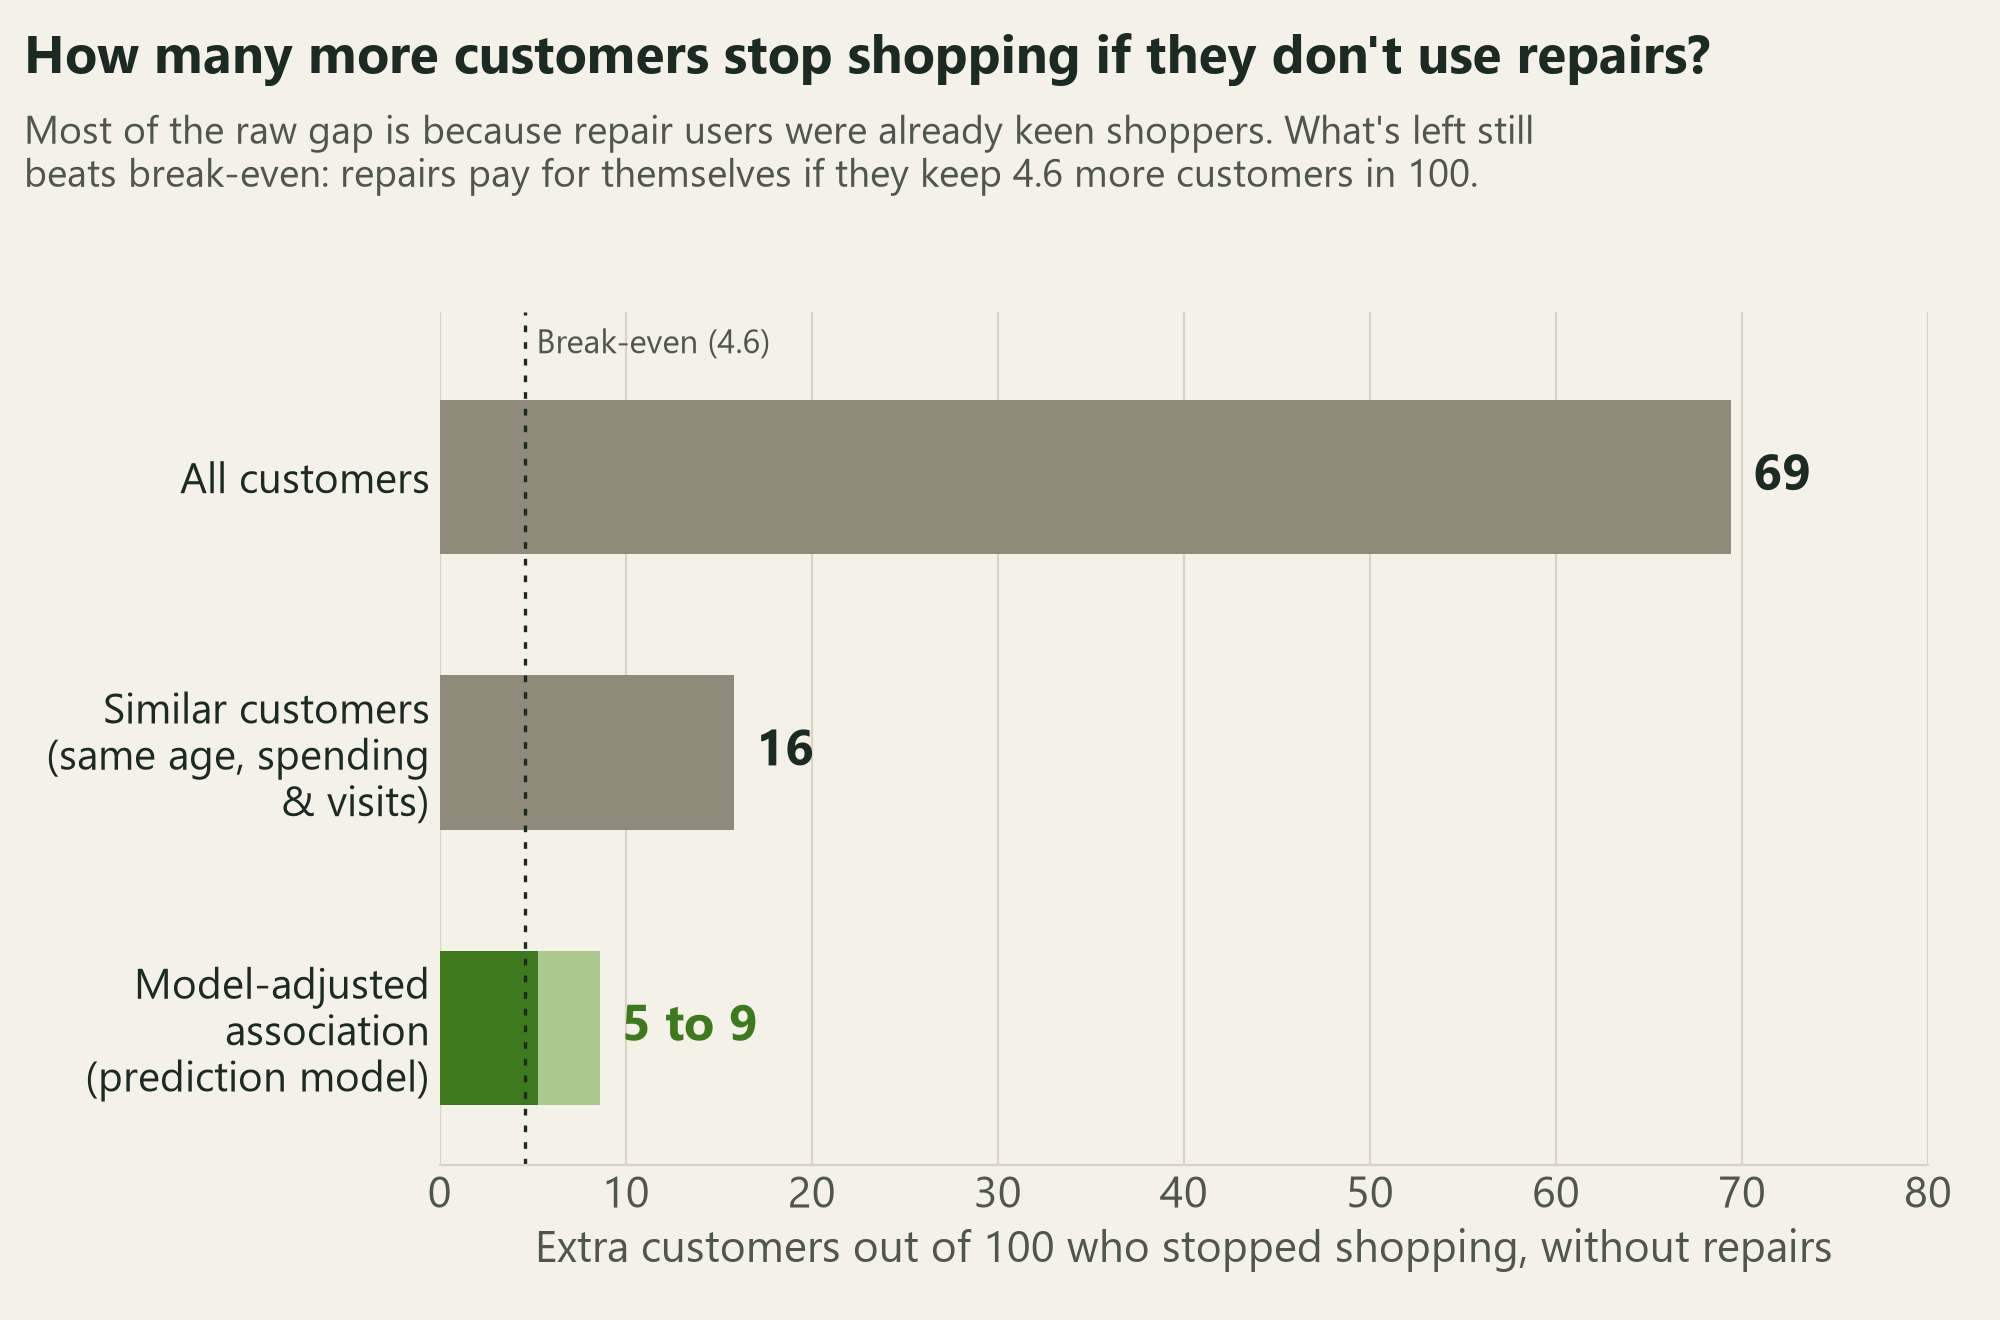 How many more customers stop shopping if they don't use repairs?
Most of the raw gap is because repair users were already keen shoppers. What's left still
beats break-even: repairs pay for themselves if they keep 4.6 more customers in 100.
Break-even (4.6)
All customers
69
Similar customers
(same age, spending
& visits)
16
Model-adjusted
association
(prediction model)
5 to 9
0 10 20 30 40 50 60 70 80
Extra customers out of 100 who stopped shopping, without repairs